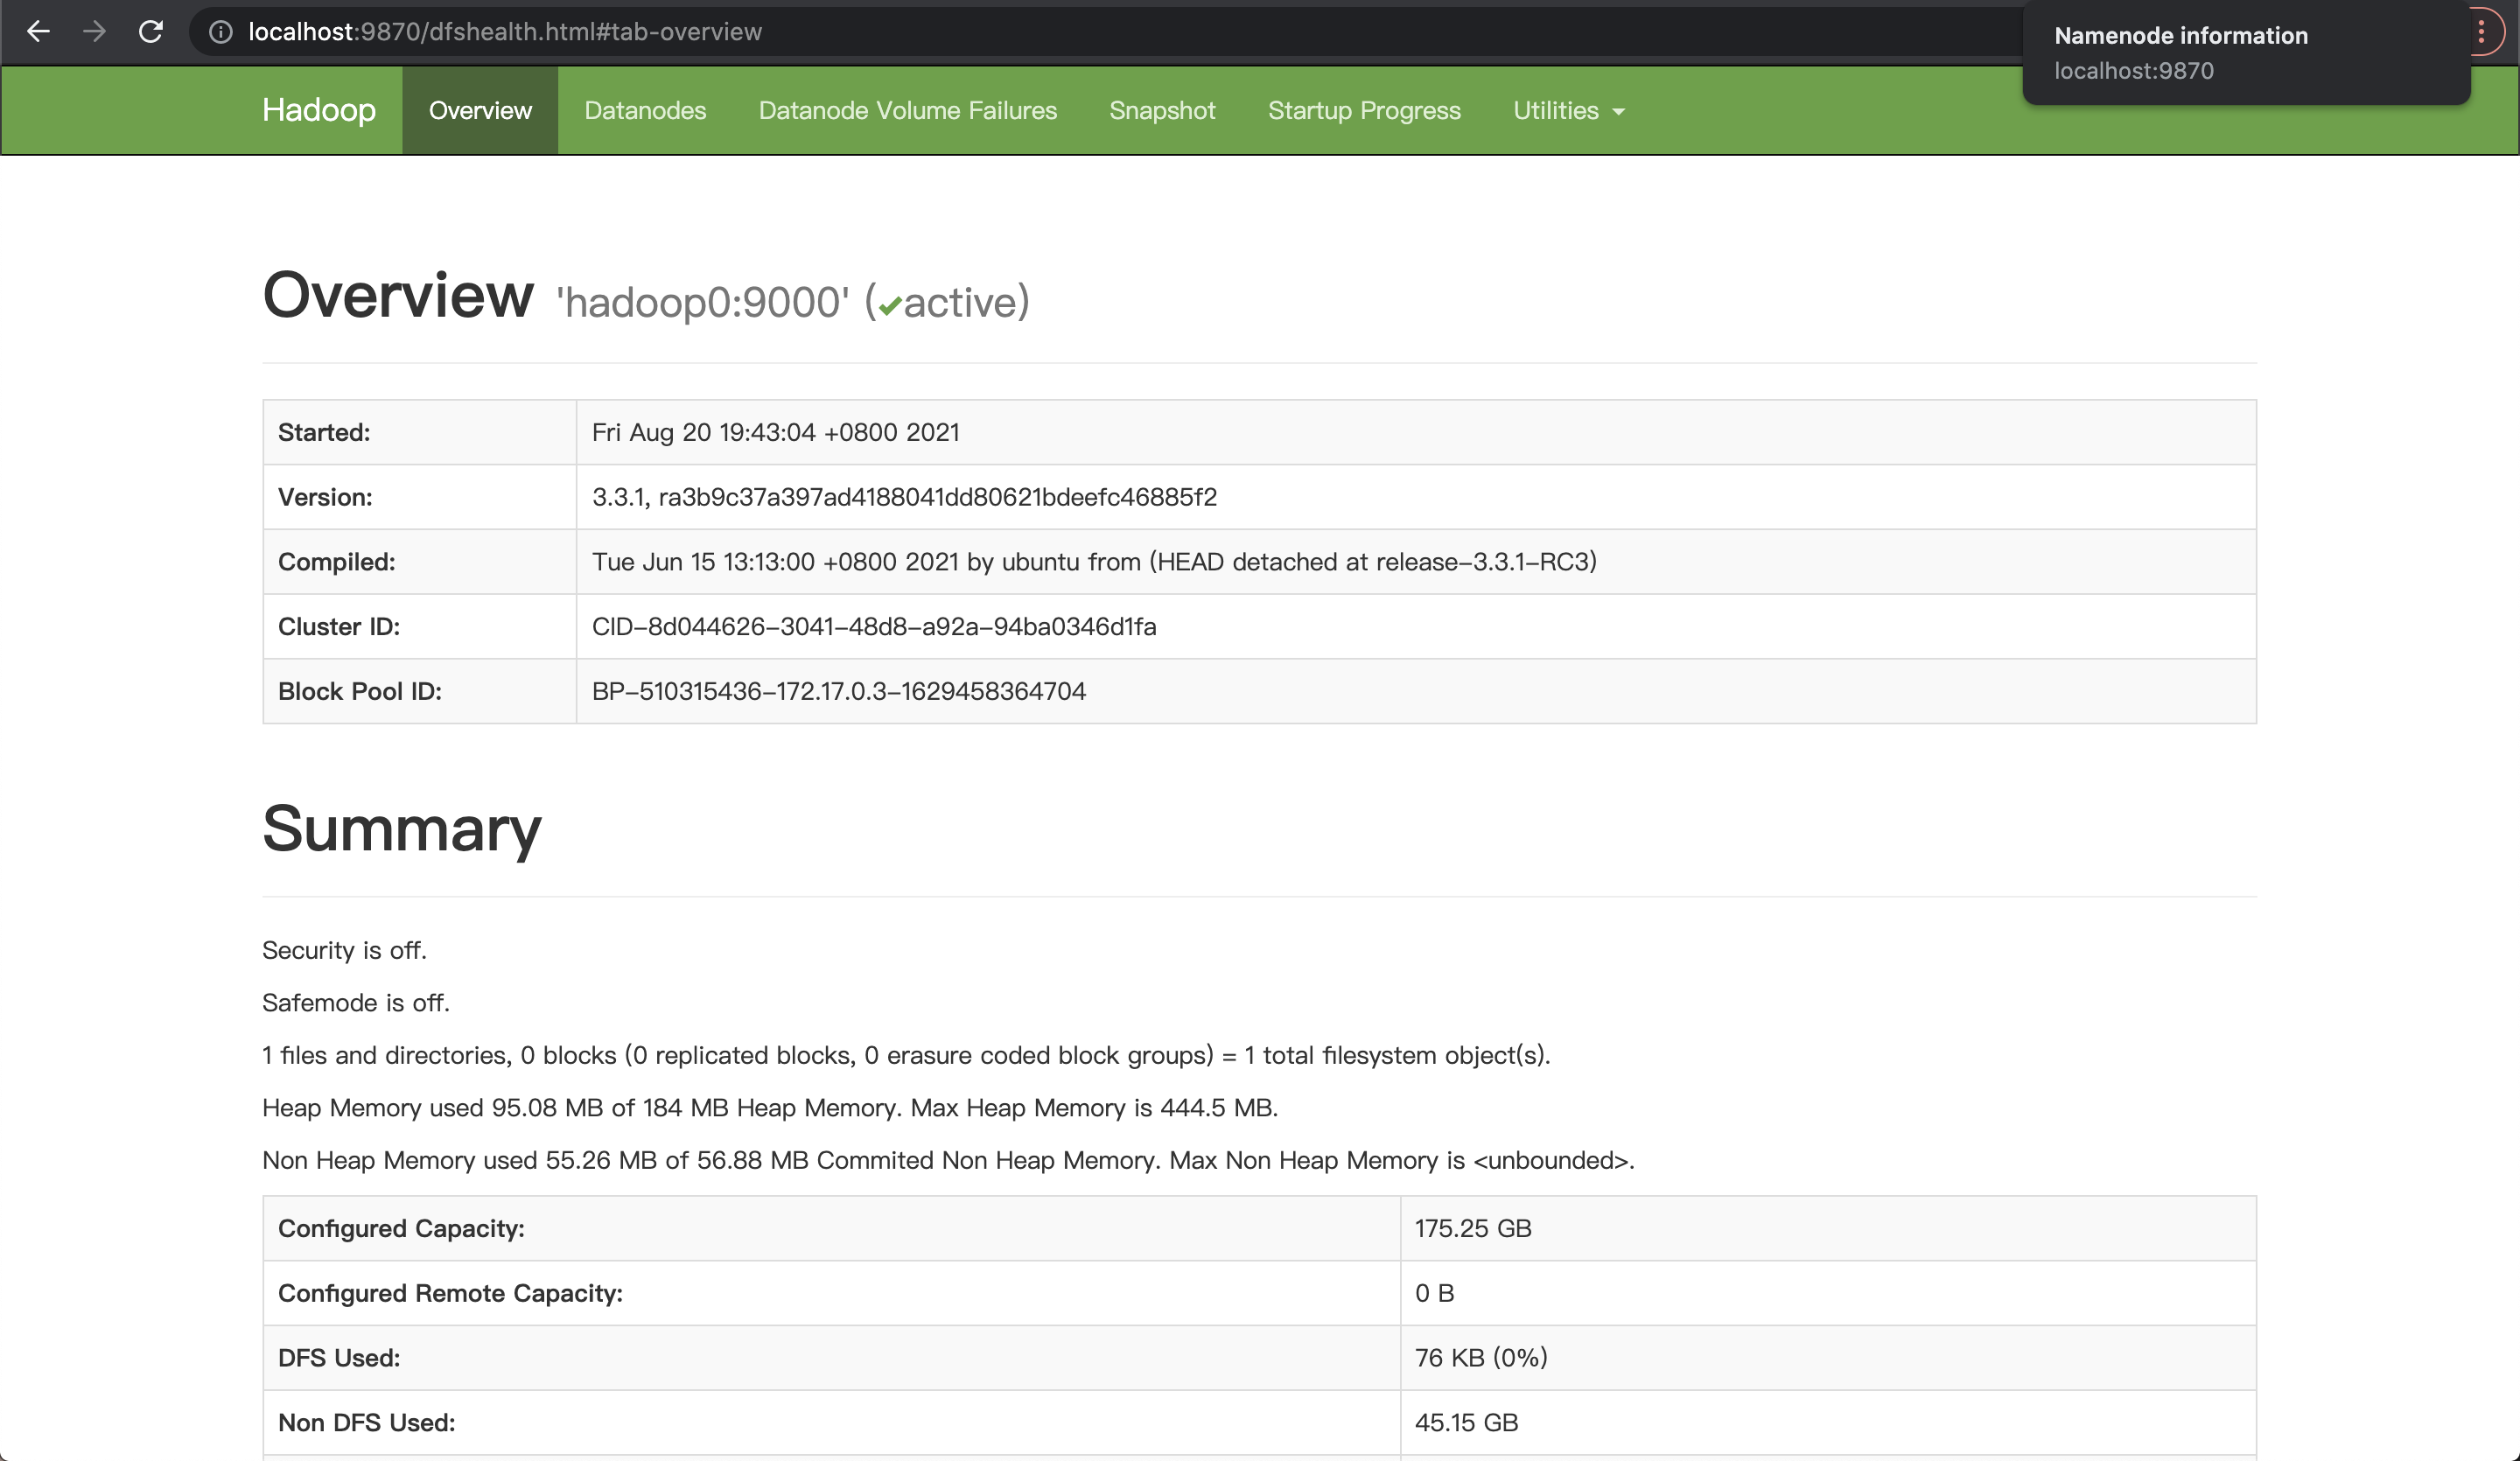 localhost:9870/dfshealth.html#tab-overview
Namenode information
localhost:9870
Hadoop Overview Datanodes Datanode Volume Failures Snapshot Startup Progress Utilities
Overview 'hadoop0:9000' (✔active)
Started: Fri Aug 20 19:43:04 +0800 2021
Version: 3.3.1, ra3b9c37a397ad4188041dd80621bdeefc46885f2
Compiled: Tue Jun 15 13:13:00 +0800 2021 by ubuntu from (HEAD detached at release-3.3.1-RC3)
Cluster ID: CID-8d044626-3041-48d8-a92a-94ba0346d1fa
Block Pool ID: BP-510315436-172.17.0.3-1629458364704
Summary
Security is off.
Safemode is off.
1 files and directories, 0 blocks (0 replicated blocks, 0 erasure coded block groups) = 1 total filesystem object(s).
Heap Memory used 95.08 MB of 184 MB Heap Memory. Max Heap Memory is 444.5 MB.
Non Heap Memory used 55.26 MB of 56.88 MB Commited Non Heap Memory. Max Non Heap Memory is <unbounded>.
Configured Capacity: 175.25 GB
Configured Remote Capacity: 0 B
DFS Used: 76 KB (0%)
Non DFS Used: 45.15 GB